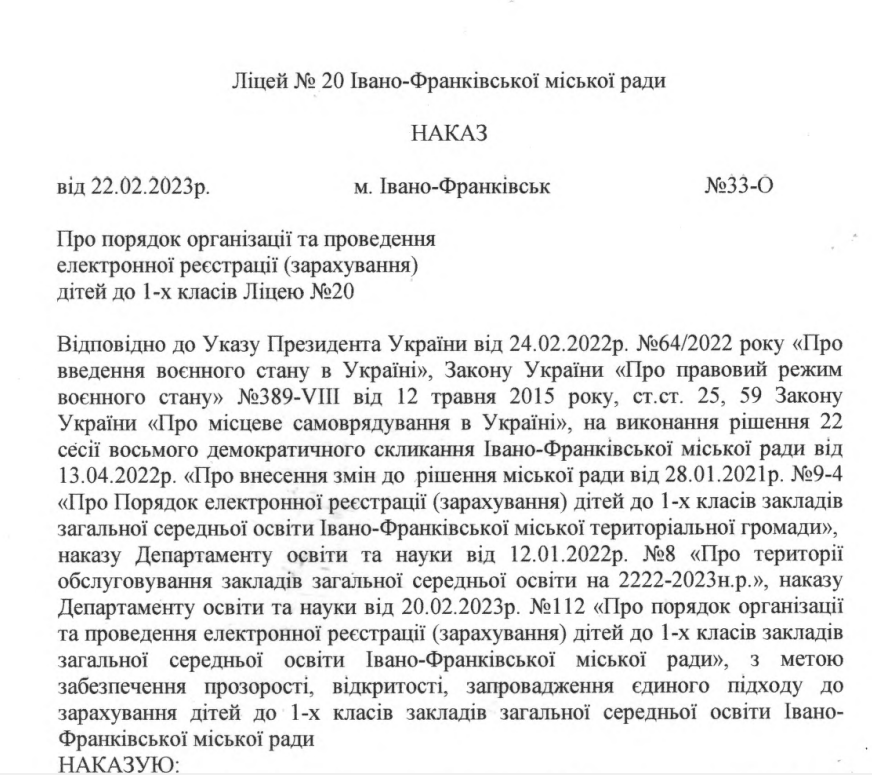 Ліцей № 20 Івано-Франківської міської ради
НАКАЗ
від 22.02.2023р. м. Івано-Франківськ №33-О
Про порядок організації та проведення
електронної реєстрації (зарахування)
дітей до 1-х класів Ліцею №20
Відповідно до Указу Президента України від 24.02.2022р. №64/2022 року «Про
введення воєнного стану в Україні», Закону України «Про правовий режим
воєнного стану» №389-VIII від 12 травня 2015 року, ст.ст. 25, 59 Закону
України «Про місцеве самоврядування в Україні», на виконання рішення 22
сесії восьмого демократичного скликання Івано-Франківської міської ради від
13.04.2022р. «Про внесення змін до рішення міської ради від 28.01.2021р. №9-4
«Про Порядок електронної реєстрації (зарахування) дітей до 1-х класів закладів
загальної середньої освіти Івано-Франківської міської територіальної громади»,
наказу Департаменту освіти та науки від 12.01.2022р. №8 «Про території
обслуговування закладів загальної середньої освіти на 2222-2023н.р.», наказу
Департаменту освіти та науки від 20.02.2023р. №112 «Про порядок організації
та проведення електронної реєстрації (зарахування) дітей до 1-х класів закладів
загальної середньої освіти Івано-Франківської міської ради», з метою
забезпечення прозорості, відкритості, запровадження єдиного підходу до
зарахування дітей до 1-х класів закладів загальної середньої освіти Івано-
Франківської міської ради
НАКАЗУЮ: